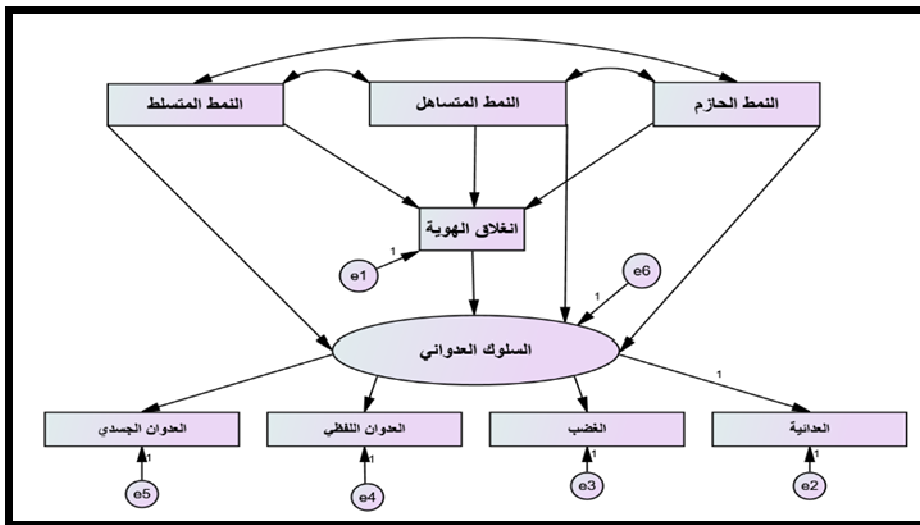 النمط الحازم
النمط المتساهل
النمط المتسلط
انغلاق الهوية
1
e1
e6
1
السلوك العدواني
1
العدائية
الغضب
العدوان اللفظي
العدوان الجسدي
1
1
1
1
e2
e3
e4
e5